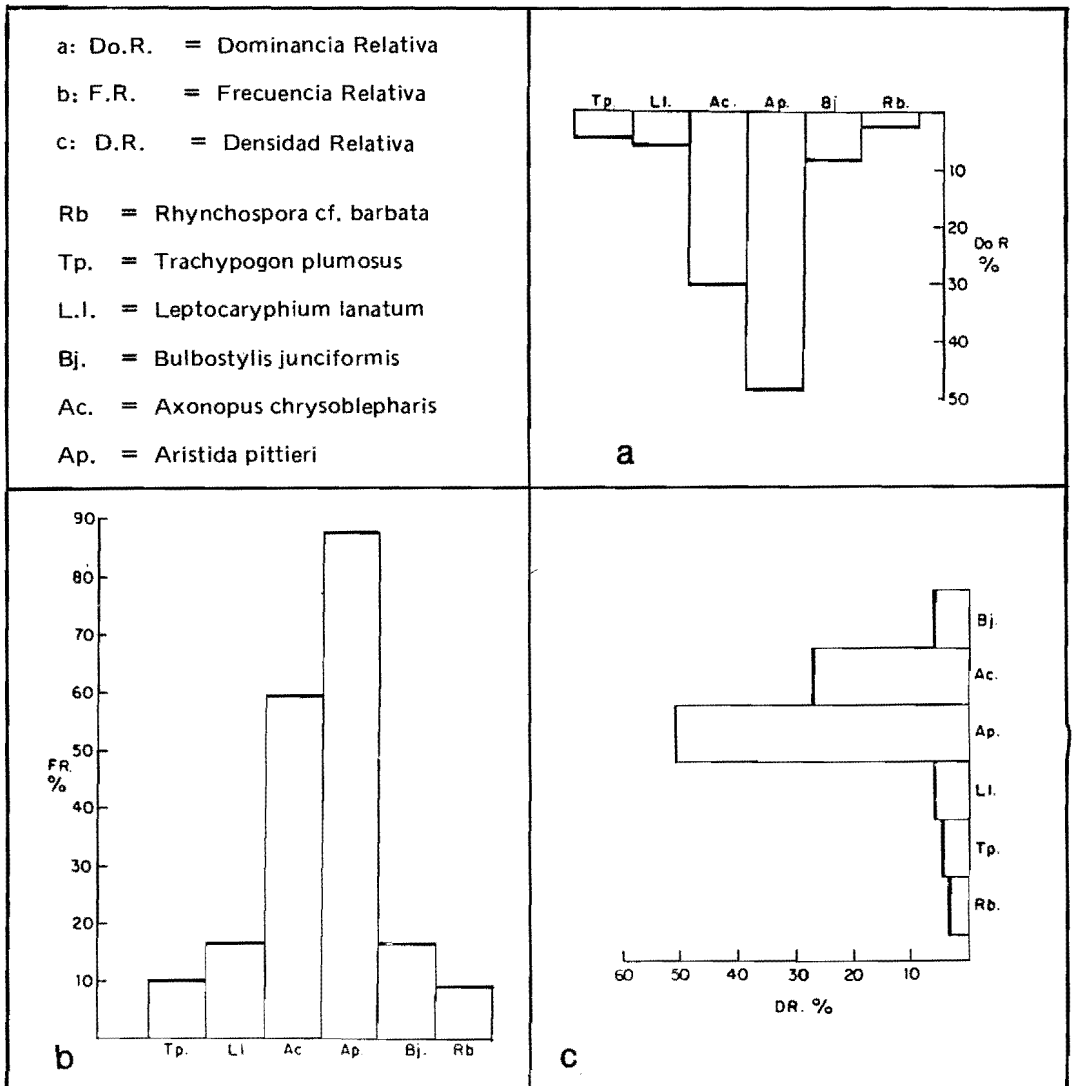 a: Do.R. = Dominancia Relativa
b: F.R. = Frecuencia Relativa
c: D.R. = Densidad Relativa
Rb = Rhynchospora cf. barbata
Tp. = Trachypogon plumosus
L.l. = Leptocaryphium lanatum
Bj. = Bulbostylis junciformis
Ac. = Axonopus chrysoblepharis
Ap. = Aristida pittieri
Tp. Ll. Ac. Ap. Bj Rb.
10
20
Do R
%
30
40
50
a
90
80
70
60
50
FR.
%
40
30
20
10
Tp. Ll Ac Ap. Bj. Rb
b
Bj.
Ac.
Ap.
Ll.
Tp.
Rb.
60 50 40 30 20 10
DR. %
c